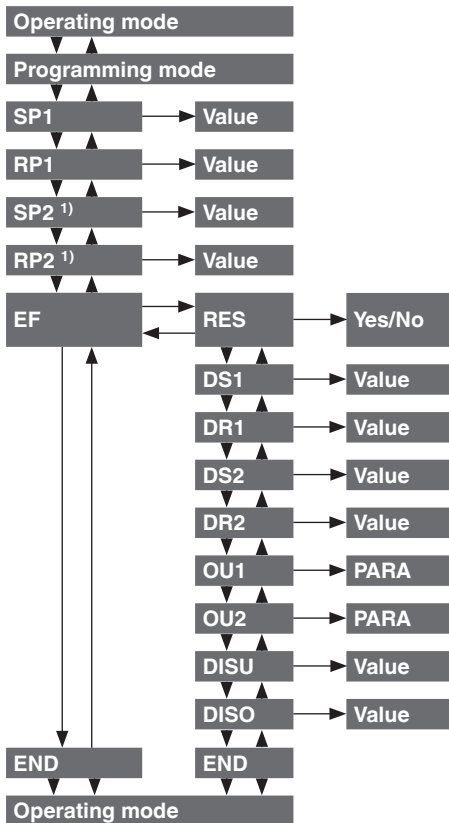 Operating mode
Programming mode
SP1 Value
RP1 Value
SP2 1) Value
RP2 1) Value
EF RES Yes/No
DS1 Value
DR1 Value
DS2 Value
DR2 Value
OU1 PARA
OU2 PARA
DISU Value
DISO Value
END END
Operating mode